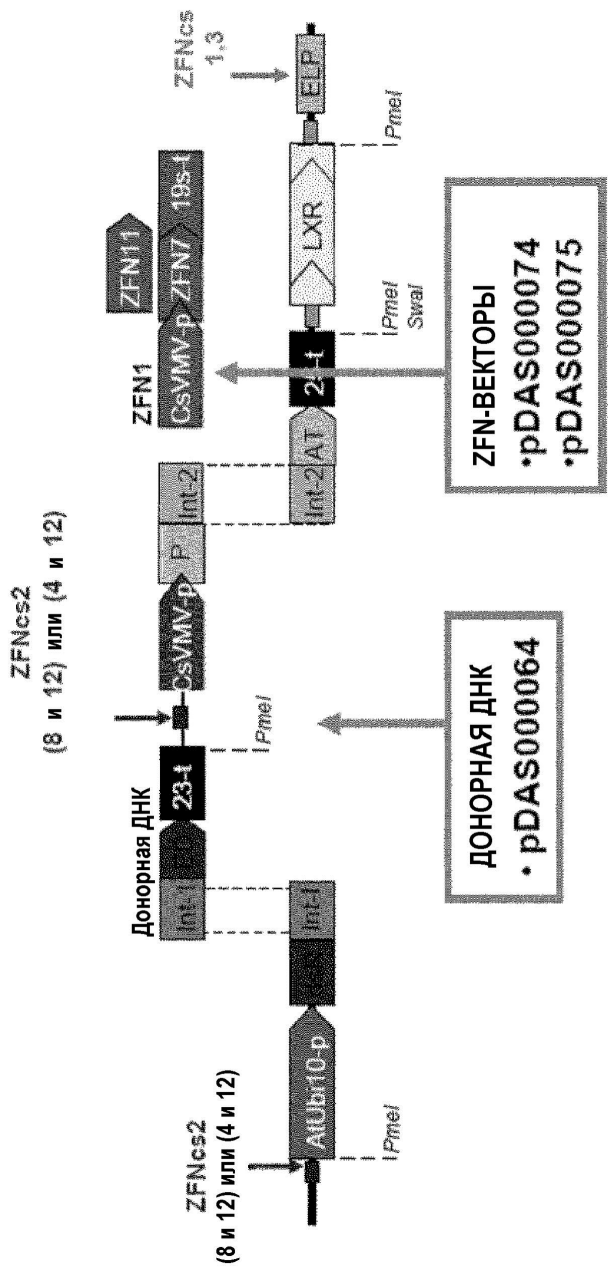 ZFNcs2
(8 и 12) или (4 и 12)
ZFNcs2
(8 и 12) или (4 и 12)
Донорная ДНК
Int-1
23-t
CsVMV-p
P
Int-2
ZFN1
CsVMV-p
ZFN7
19s-t
ZFN11
ZFNcs
1,3
AtUbi10-p
Int-1
Int-2
AT
LXR
ELP
PmeI
PmeI
PmeI
SwaI
PmeI
ДОНОРНАЯ ДНК
• pDAS000064
ZFN-ВЕКТОРЫ
•pDAS000074
•pDAS000075